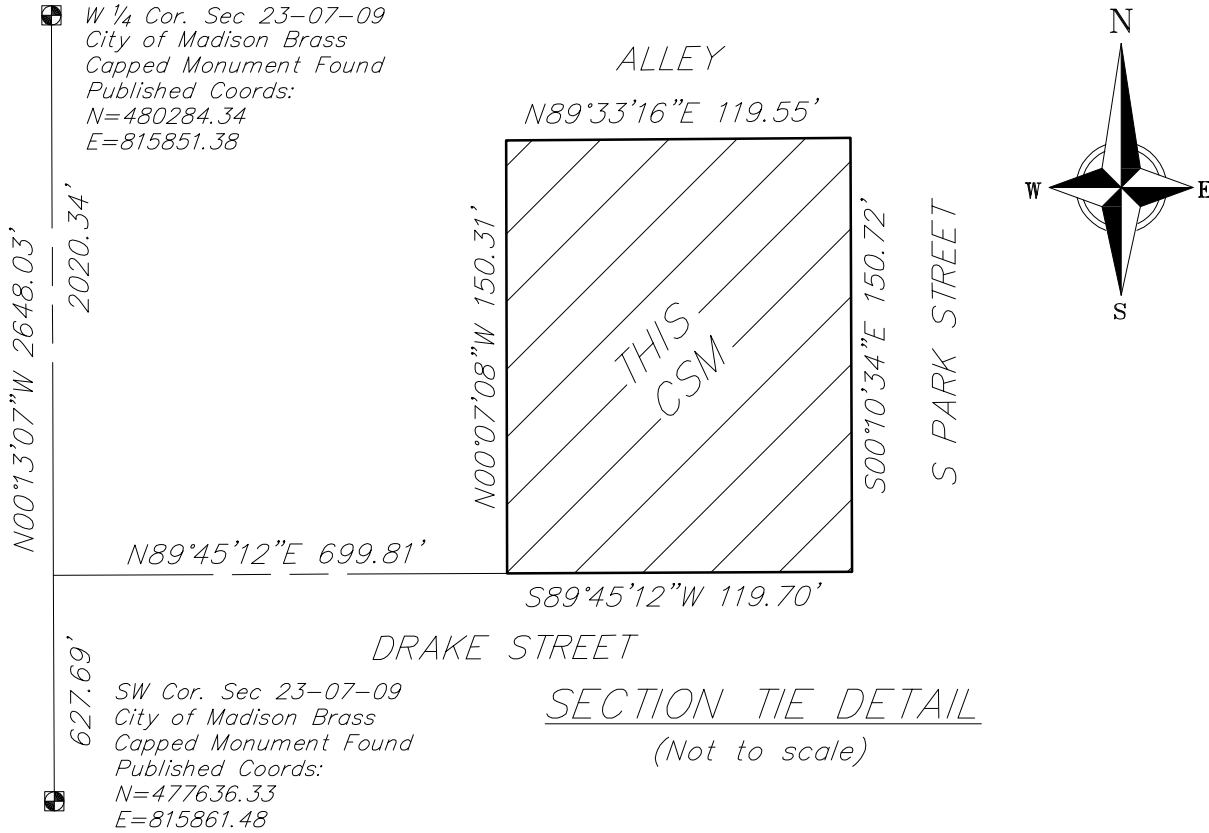 W ¼ Cor. Sec 23-07-09
City of Madison Brass
Capped Monument Found
Published Coords:
N=480284.34
E=815851.38
ALLEY
N89°33'16"E 119.55'
N
W
E
S
N00°13'07"W 2648.03'
2020.34'
N00°07'08"W 150.31'
THIS
CSM
S00°10'34"E 150.72'
S PARK STREET
N89°45'12"E 699.81'
S89°45'12"W 119.70'
DRAKE STREET
627.69'
SW Cor. Sec 23-07-09
City of Madison Brass
Capped Monument Found
Published Coords:
N=477636.33
E=815861.48
SECTION TIE DETAIL
(Not to scale)